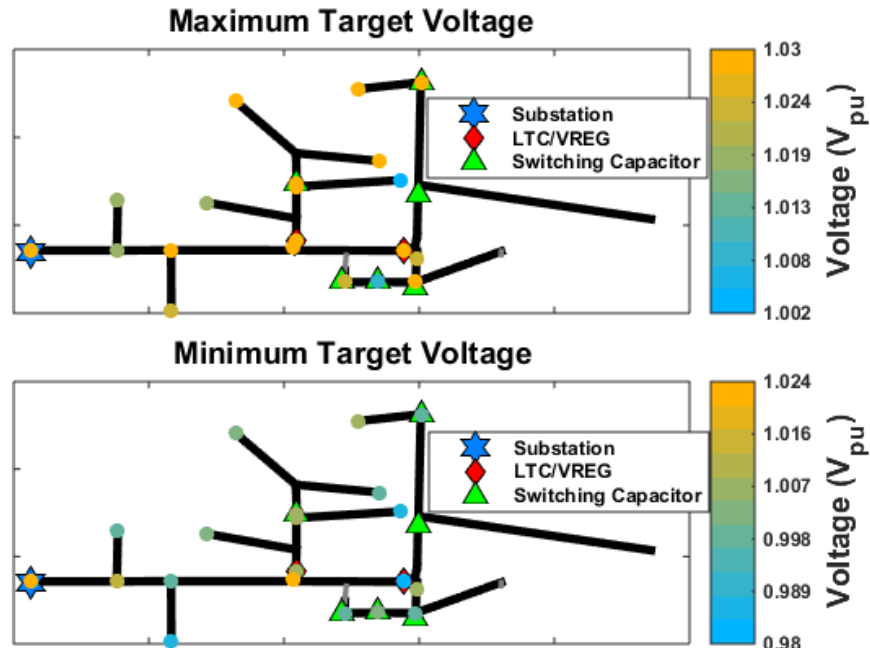 Maximum Target Voltage
Substation
LTC/VREG
Switching Capacitor
1.03
1.024
1.019
1.013
1.008
1.002
Voltage (Vpu)
Minimum Target Voltage
Substation
LTC/VREG
Switching Capacitor
1.024
1.016
1.007
0.998
0.989
0.98
Voltage (Vpu)